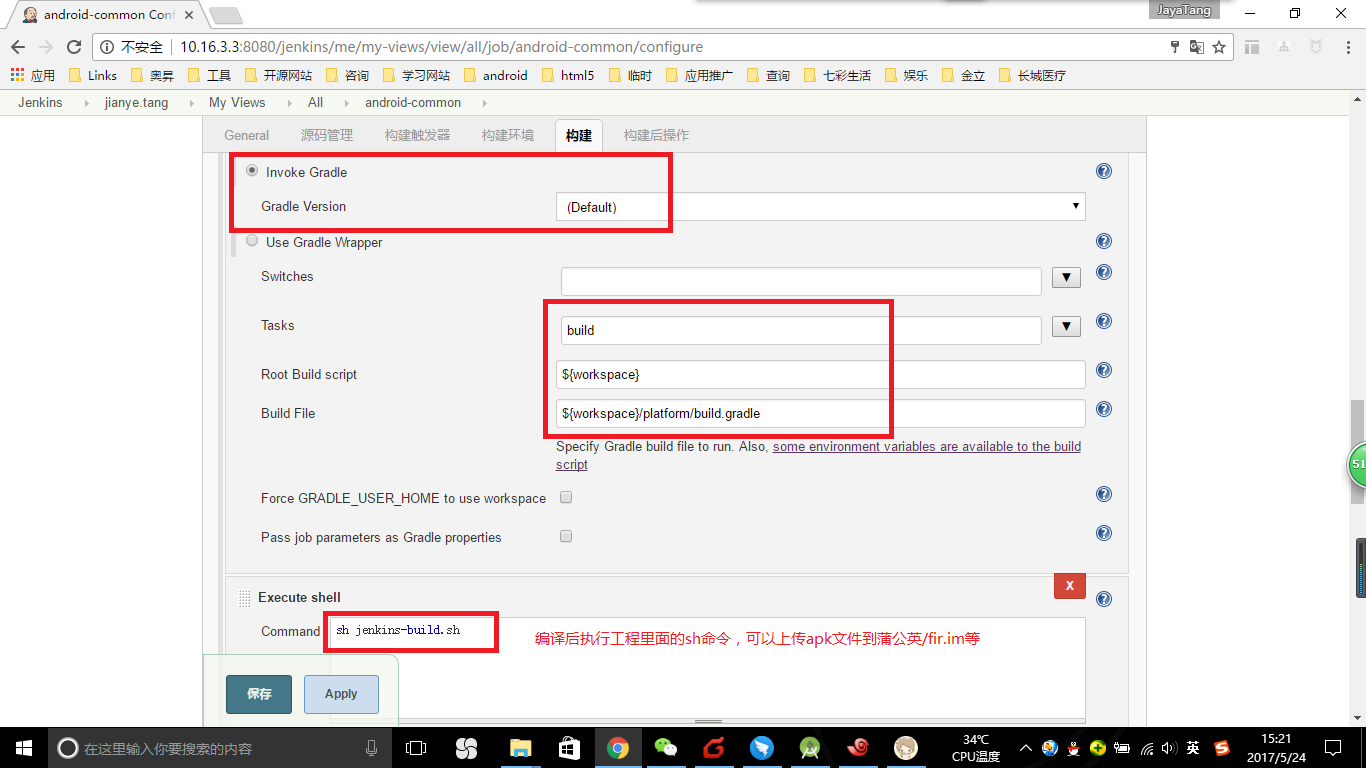 JayaTang
android-common Conf
不安全 10.16.3.3:8080/jenkins/me/my-views/view/all/job/android-common/configure
应用 Links 奥昇 工具 开源网站 咨询 学习网站 android html5 临时 应用推广 查询 七彩生活 娱乐 金立 长城医疗
Jenkins jianye.tang My Views All android-common
General 源码管理 构建触发器 构建环境 构建 构建后操作
Invoke Gradle
Gradle Version (Default)
Use Gradle Wrapper
Switches
Tasks build
Root Build script ${workspace}
Build File ${workspace}/platform/build.gradle
Specify Gradle build file to run. Also, some environment variables are available to the build
script
Force GRADLE_USER_HOME to use workspace
Pass job parameters as Gradle properties
X
Execute shell
Command sh jenkins-build.sh 编译后执行工程里面的sh命令，可以上传apk文件到蒲公英/fir.im等
保存 Apply
51
在这里输入你要搜索的内容
34℃
CPU温度
英
15:21
2017/5/24